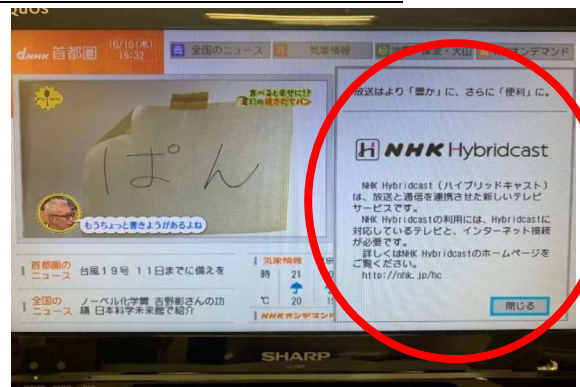 QUOS
dNHK 首都圏
10/10(木)
19:32
青 全国のニュース
気象情報
オンデマンド
食べると幸せに!?
幻の焼きたてパン
ぱん
もうちょっと書きようがあるよね
首都圏の
ニュース
台風19号 11日までに備えを
全国の
ニュース
ノーベル化学賞 吉野彰さんの功
績 日本科学未来館で紹介
気象情報
時 21
℃ 20
NHKオンデマンド
放送はより「豊か」に、さらに「便利」に。
NHK Hybridcast
NHK Hybridcast(ハイブリッドキャスト)
は、放送と通信を連携させた新しいテレビ
サービスです。
NHK Hybridcastの利用には、Hybridcastに
対応しているテレビと、インターネット接続
が必要です。
詳しくはNHK Hybridcastのホームページを
ご覧ください。
http://nhk.jp/hc
閉じる
SHARP